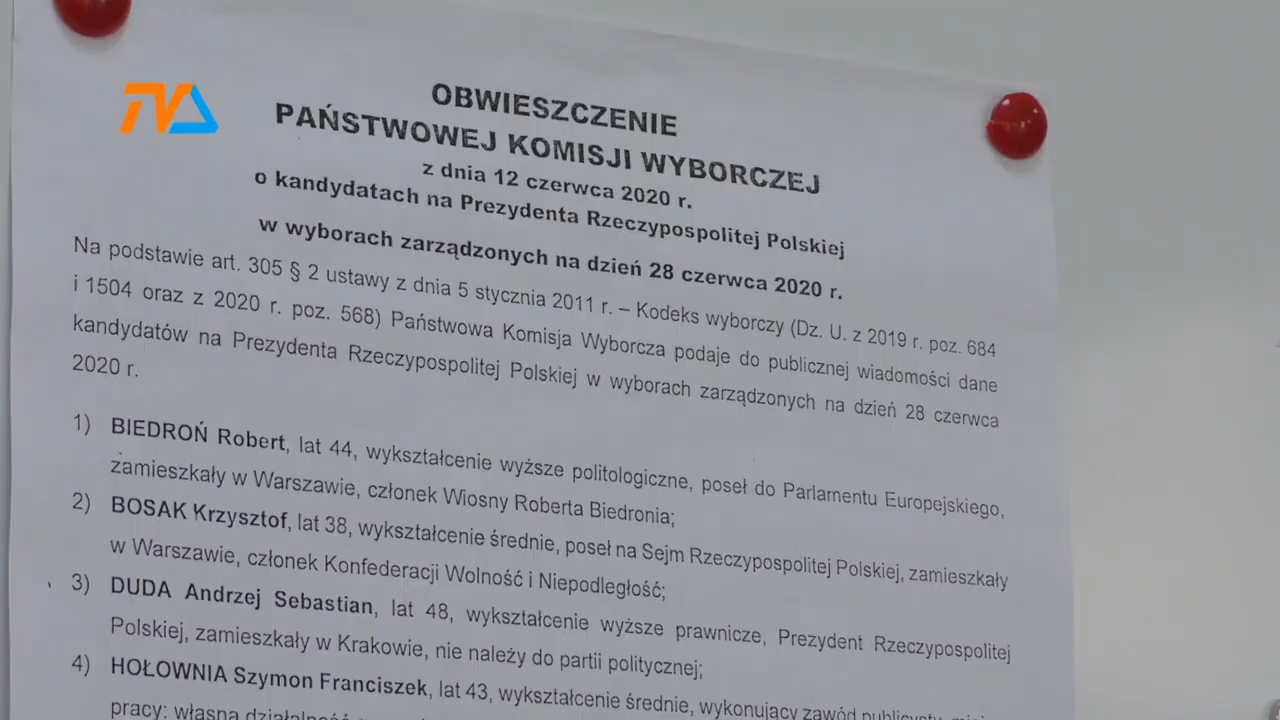 TVA
OBWIESZCZENIE
PAŃSTWOWEJ KOMISJI WYBORCZEJ
z dnia 12 czerwca 2020 r.
o kandydatach na Prezydenta Rzeczypospolitej Polskiej
w wyborach zarządzonych na dzień 28 czerwca 2020 r.
Na podstawie art. 305 § 2 ustawy z dnia 5 stycznia 2011 r. – Kodeks wyborczy (Dz. U. z 2019 r. poz. 684
i 1504 oraz z 2020 r. poz. 568) Państwowa Komisja Wyborcza podaje do publicznej wiadomości dane
kandydatów na Prezydenta Rzeczypospolitej Polskiej w wyborach zarządzonych na dzień 28 czerwca
2020 r.
1) BIEDROŃ Robert, lat 44, wykształcenie wyższe politologiczne, poseł do Parlamentu Europejskiego,
zamieszkały w Warszawie, członek Wiosny Roberta Biedronia;
2) BOSAK Krzysztof, lat 38, wykształcenie średnie, poseł na Sejm Rzeczypospolitej Polskiej, zamieszkały
w Warszawie, członek Konfederacji Wolność i Niepodległość;
3) DUDA Andrzej Sebastian, lat 48, wykształcenie wyższe prawnicze, Prezydent Rzeczypospolitej
Polskiej, zamieszkały w Krakowie, nie należy do partii politycznej;
4) HOŁOWNIA Szymon Franciszek, lat 43, wykształcenie średnie, wykonujący zawód publicysty,
pracy: własna działalność